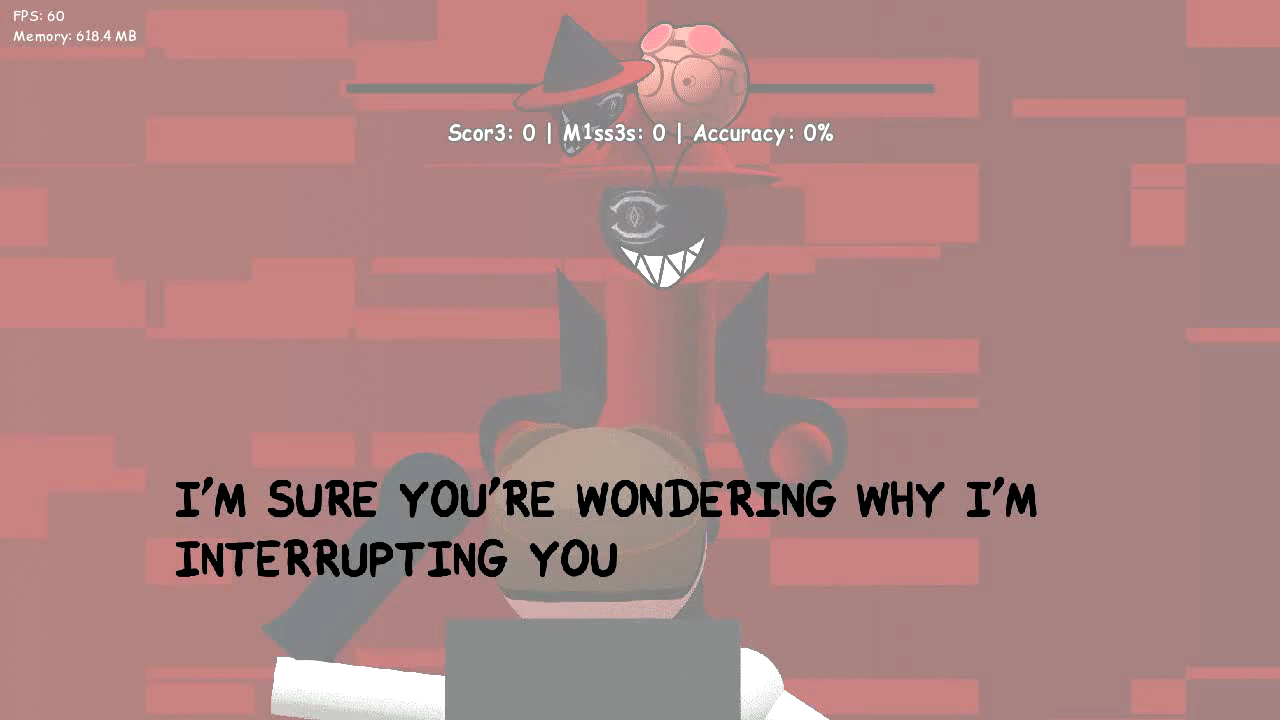 FPS: 60
Memory: 618.4 MB
Scor3: 0 | M1ss3s: 0 | Accuracy: 0%
I'M SURE YOU'RE WONDERING WHY I'M
INTERRUPTING YOU